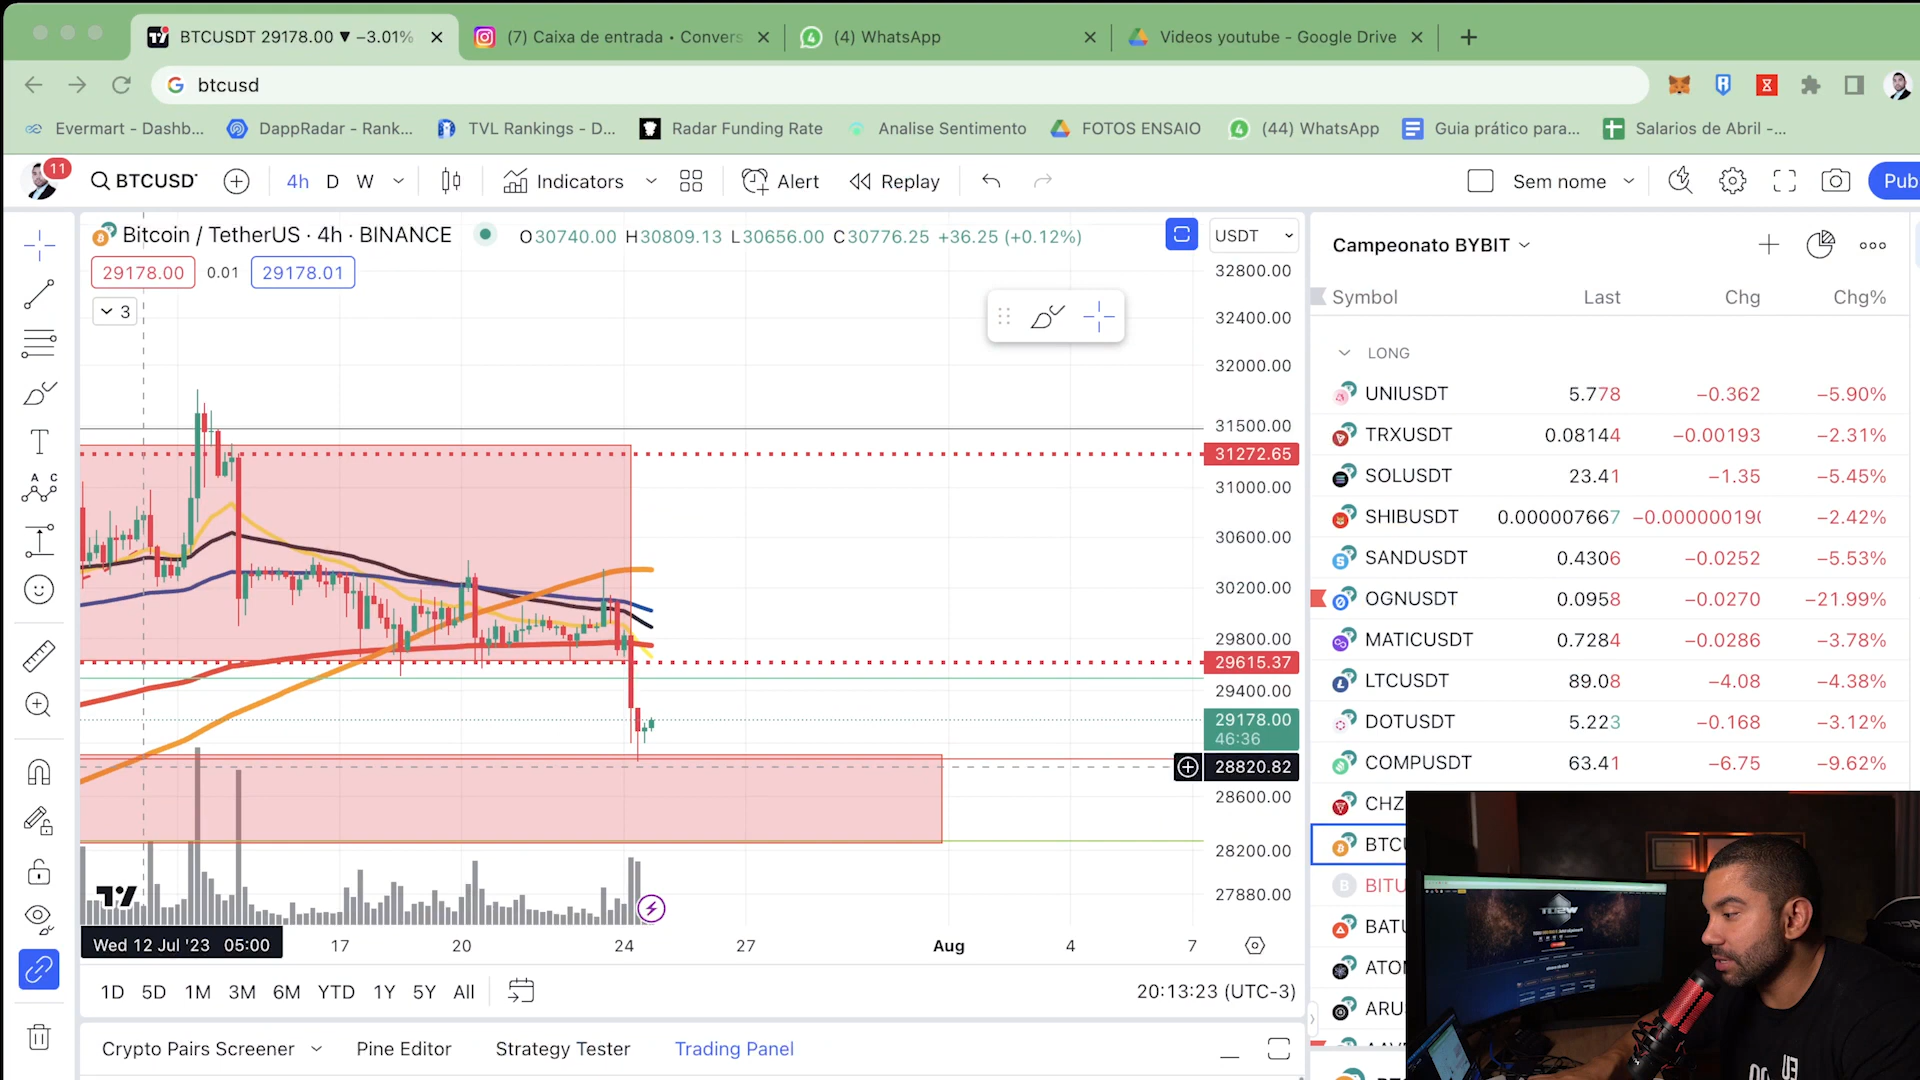 BTCUSDT 29178.00 ▼ −3.01%
(7) Caixa de entrada • Convers
(4) WhatsApp
Videos youtube - Google Drive
btcusd
Evermart - Dashb...
DappRadar - Rank...
TVL Rankings - D...
Radar Funding Rate
Analise Sentimento
FOTOS ENSAIO
(44) WhatsApp
Guia prático para...
Salarios de Abril -...
11
BTCUSD
4h
D
W
Indicators
Alert
Replay
Sem nome
Pub
Bitcoin / TetherUS · 4h · BINANCE
O30740.00 H30809.13 L30656.00 C30776.25 +36.25 (+0.12%)
USDT
29178.00
0.01
29178.01
3
32800.00
32400.00
32000.00
31500.00
31272.65
31000.00
30600.00
30200.00
29800.00
29615.37
29400.00
29178.00
46:36
28820.82
28600.00
28200.00
27880.00
Wed 12 Jul '23 05:00
17
20
24
27
Aug
4
7
1D
5D
1M
3M
6M
YTD
1Y
5Y
All
20:13:23 (UTC-3)
Crypto Pairs Screener
Pine Editor
Strategy Tester
Trading Panel
Campeonato BYBIT
Symbol Last Chg Chg%
LONG
UNIUSDT 5.778 −0.362 −5.90%
TRXUSDT 0.08144 −0.00193 −2.31%
SOLUSDT 23.41 −1.35 −5.45%
SHIBUSDT 0.000007667 −0.00000019 −2.42%
SANDUSDT 0.4306 −0.0252 −5.53%
OGNUSDT 0.0958 −0.0270 −21.99%
MATICUSDT 0.7284 −0.0286 −3.78%
LTCUSDT 89.08 −4.08 −4.38%
DOTUSDT 5.223 −0.168 −3.12%
COMPUSDT 63.41 −6.75 −9.62%
CHZ
BTC
BITU
BATU
ATO
ARU